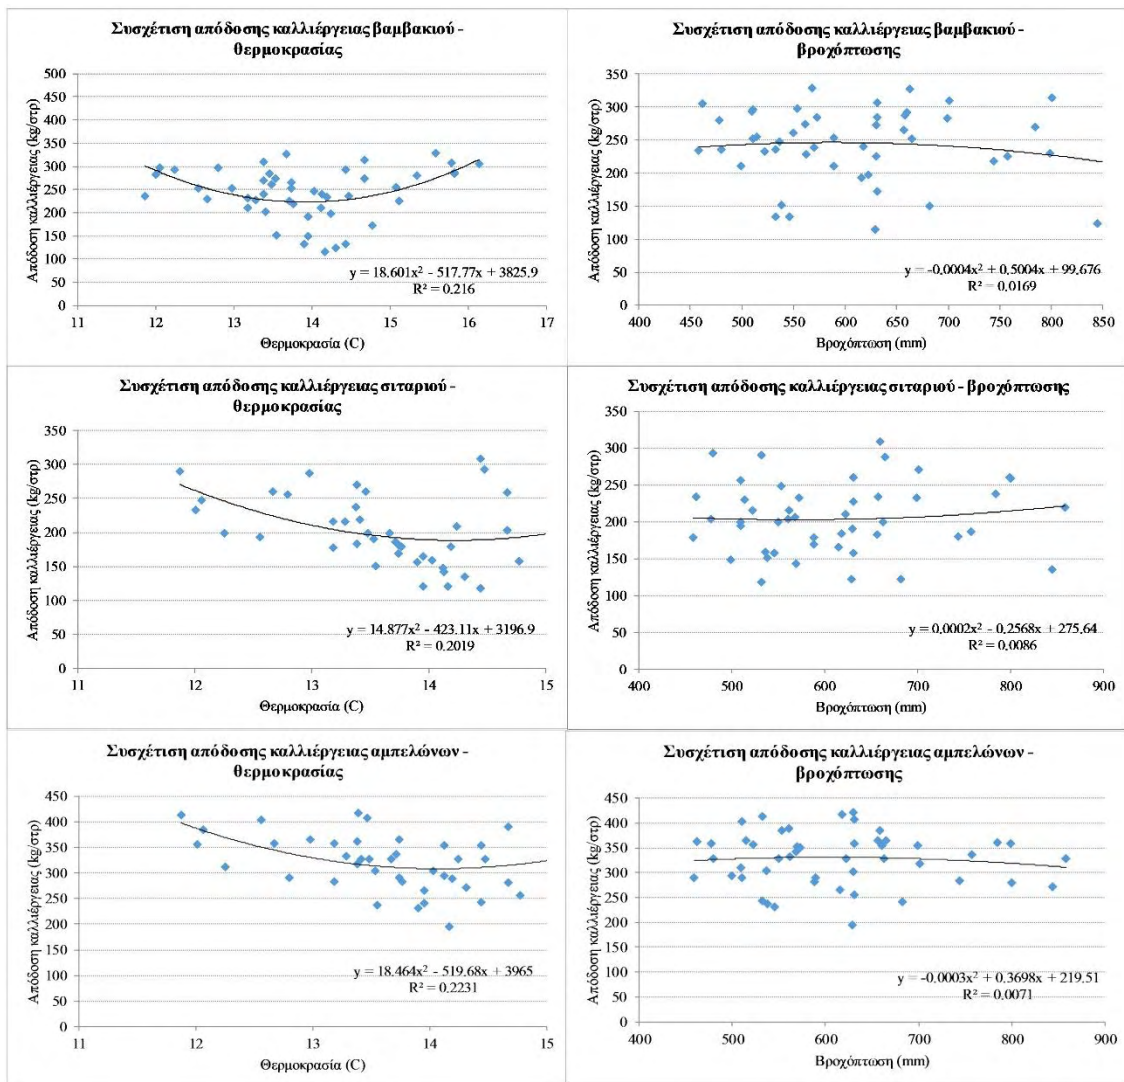 Συσχέτιση απόδοσης καλλιέργειας βαμβακιού -
θερμοκρασίας
Απόδοση καλλιέργειας (kg/στρ)
500
450
400
350
300
250
200
150
100
50
0
y = 18.601x² - 517.77x + 3825.9
R² = 0.216
11 12 13 14 15 16 17
Θερμοκρασία (C)
Συσχέτιση απόδοσης καλλιέργειας βαμβακιού -
βροχόπτωσης
Απόδοση καλλιέργειας (kg/στρ)
350
300
250
200
150
100
50
0
y = -0.0004x² + 0.5004x + 99.676
R² = 0.0169
400 450 500 550 600 650 700 750 800 850
Βροχόπτωση (mm)
Συσχέτιση απόδοσης καλλιέργειας σιταριού -
θερμοκρασίας
Απόδοση καλλιέργειας (kg/στρ)
350
300
250
200
150
100
50
0
y = 14.877x² - 423.11x + 3196.9
R² = 0.2019
11 12 13 14 15
Θερμοκρασία (C)
Συσχέτιση απόδοσης καλλιέργειας σιταριού - βροχόπτωσης
Απόδοση καλλιέργειας (kg/στρ)
350
300
250
200
150
100
50
0
y = 0.0002x² - 0.2568x + 275.64
R² = 0.0086
400 500 600 700 800 900
Βροχόπτωση (mm)
Συσχέτιση απόδοσης καλλιέργειας αμπελώνων -
θερμοκρασίας
Απόδοση καλλιέργειας (kg/στρ)
450
400
350
300
250
200
150
100
50
0
y = 18.464x² - 519.68x + 3965
R² = 0.2231
11 12 13 14 15
Θερμοκρασία (C)
Συσχέτιση απόδοσης καλλιέργειας αμπελώνων -
βροχόπτωσης
Απόδοση καλλιέργειας (kg/στρ)
450
400
350
300
250
200
150
100
50
0
y = -0.0003x² + 0.3698x + 219.51
R² = 0.0071
400 500 600 700 800 900
Βροχόπτωση (mm)